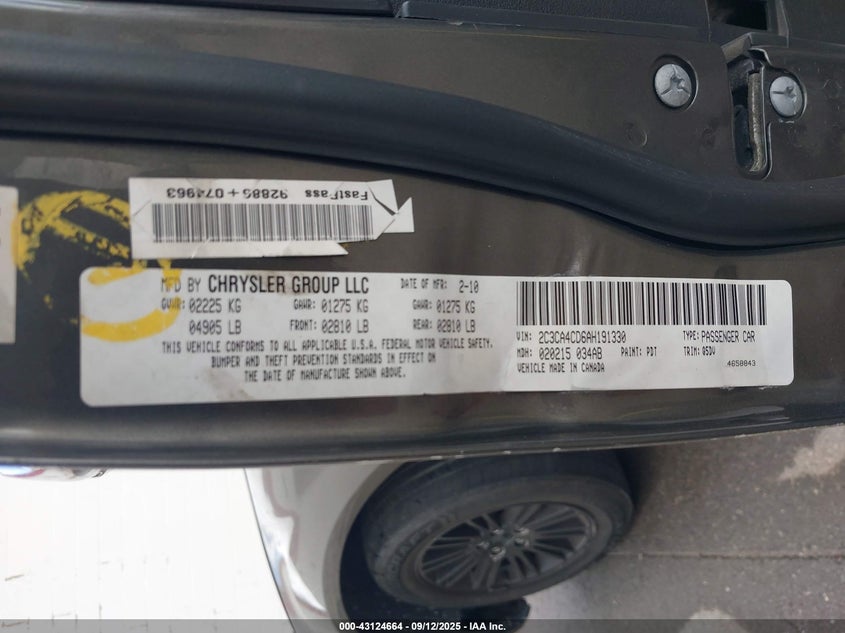 FastPass 92885+074963
MFD BY CHRYSLER GROUP LLC DATE OF MFR: 2-10
GVWR: 02225 KG GAWR: 01275 KG GAWR: 01275 KG
04905 LB FRONT: 02810 LB REAR: 02810 LB
THIS VEHICLE CONFORMS TO ALL APPLICABLE U.S.A. FEDERAL MOTOR VEHICLE SAFETY,
BUMPER AND THEFT PREVENTION STANDARDS IN EFFECT ON
THE DATE OF MANUFACTURE SHOWN ABOVE.
VIN: 2C3CA4CD6AH191330 TYPE: PASSENGER CAR
MDH: 020215 034AB PAINT: PDT TRIM: QSDV
VEHICLE MADE IN CANADA 4658043
000-43124664 - 09/12/2025 - IAA Inc.